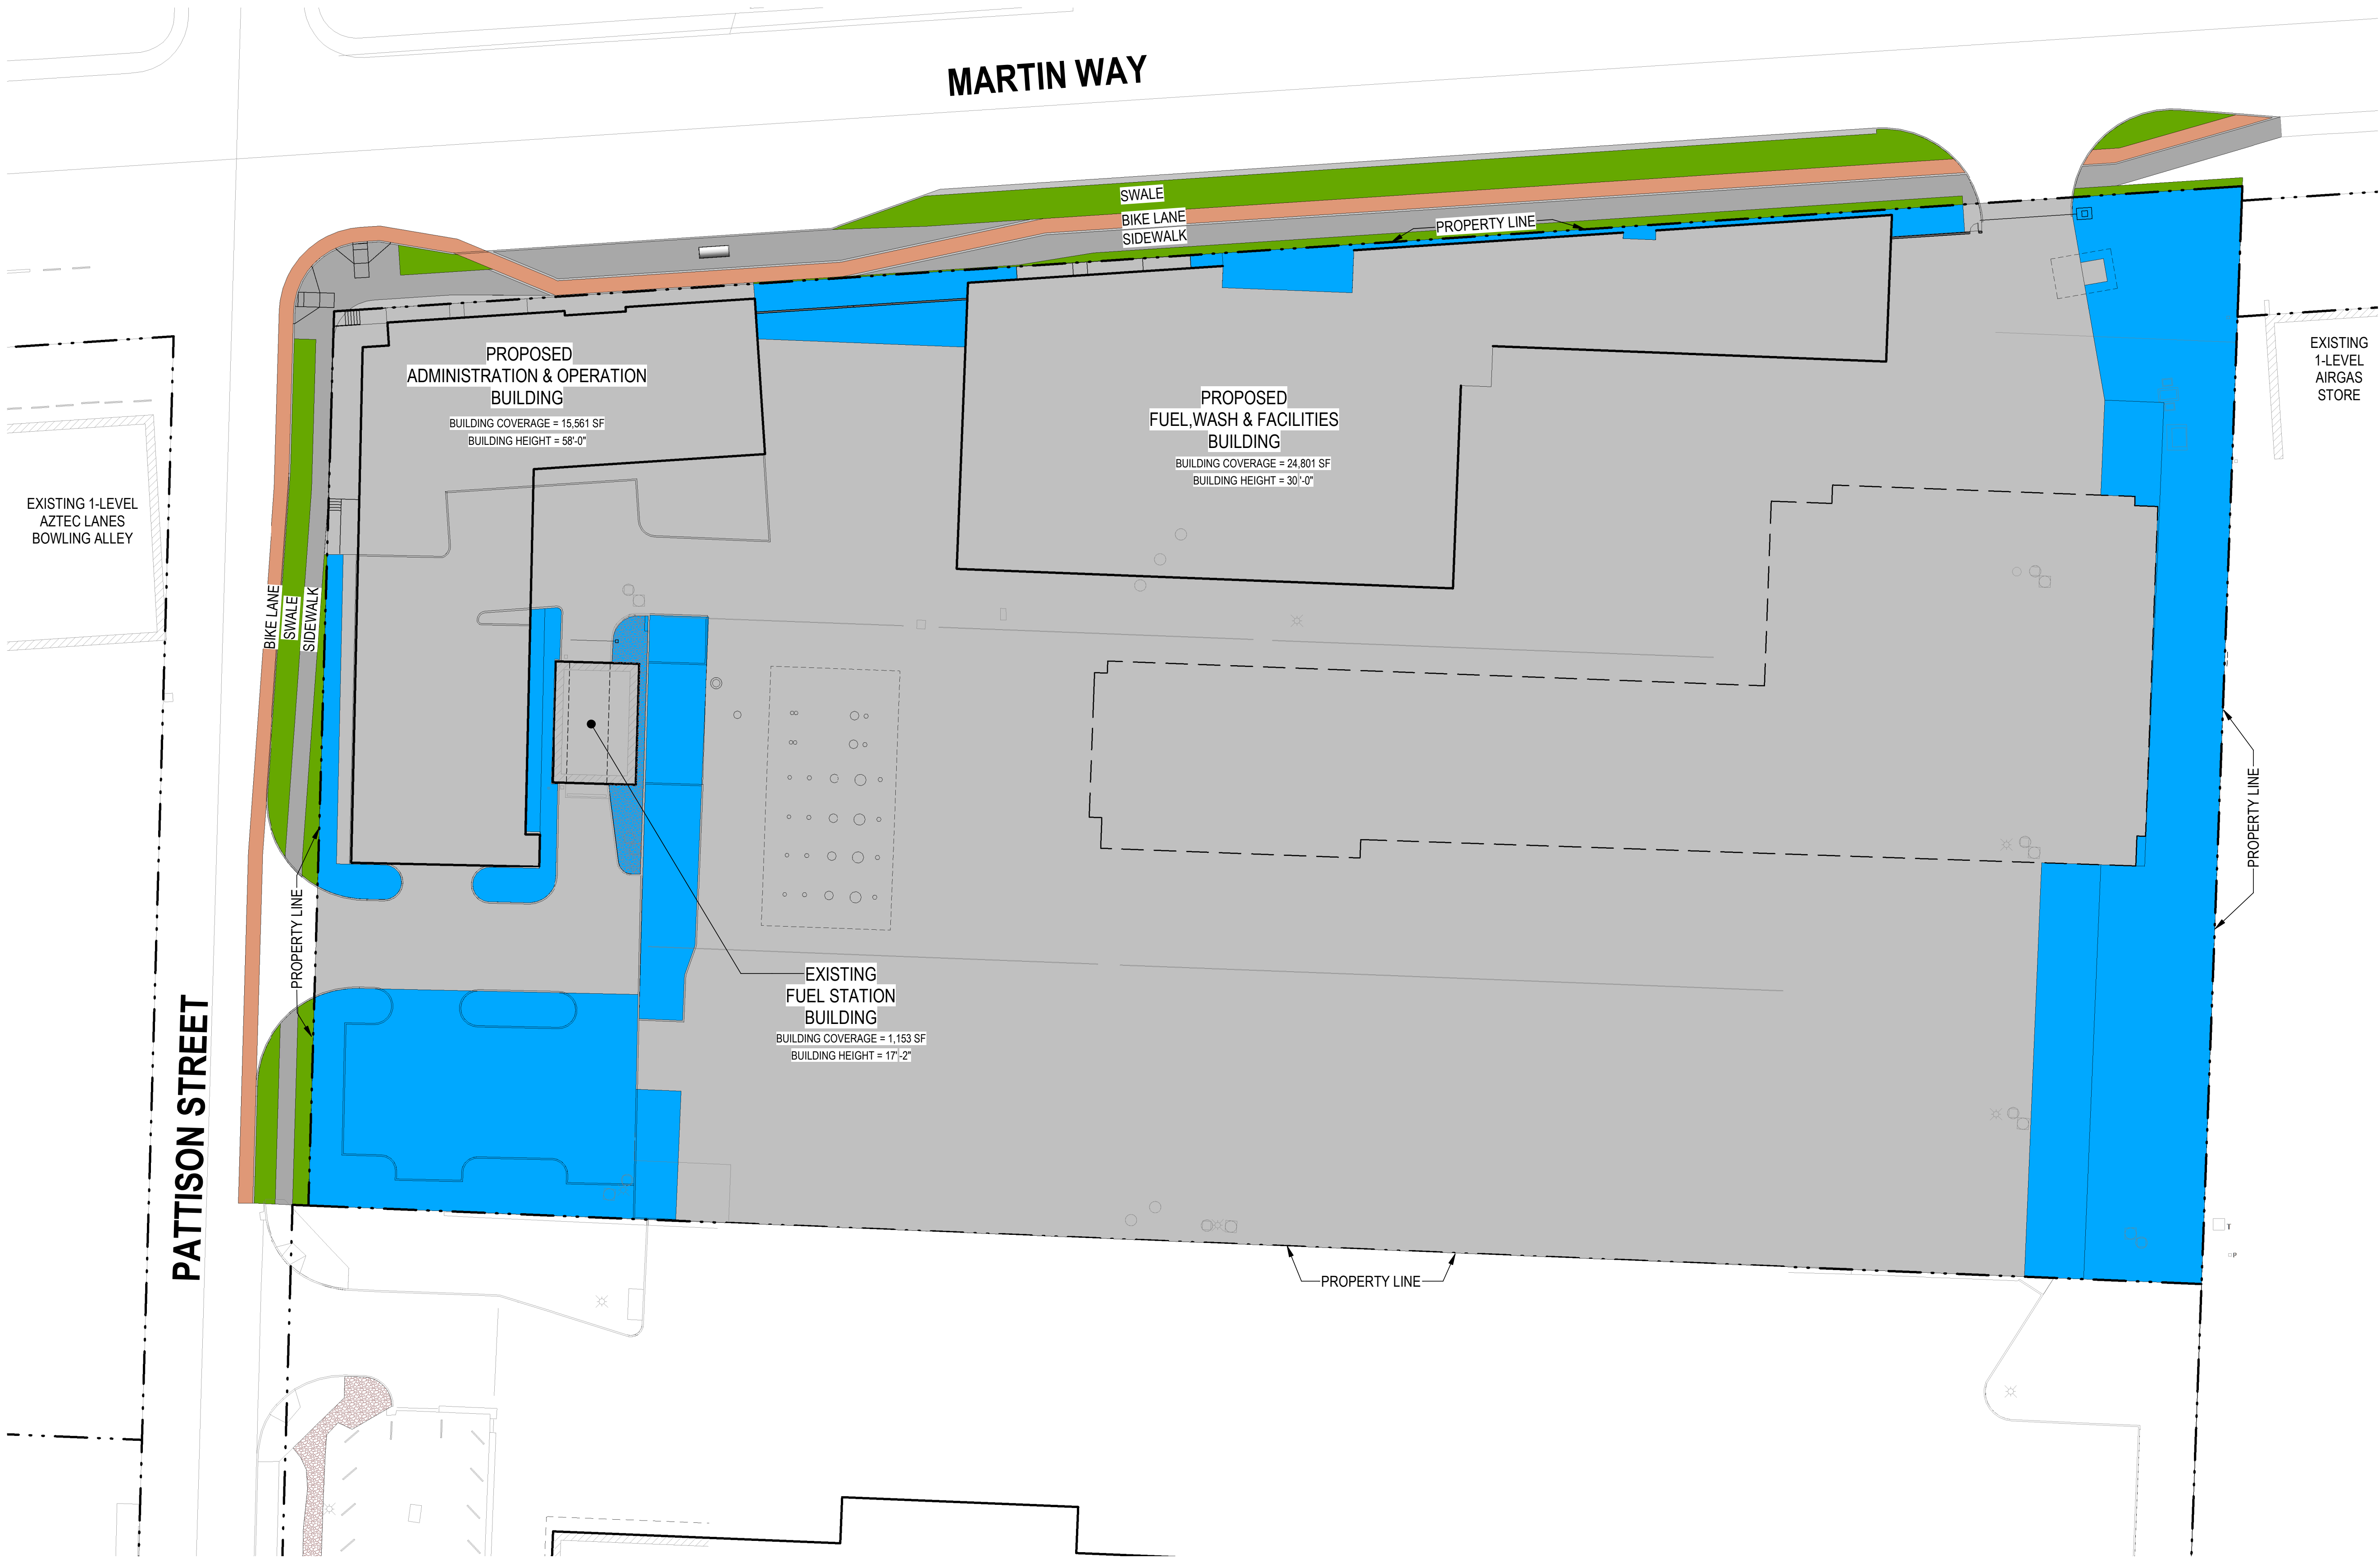 MARTIN WAY
SWALE
BIKE LANE
SIDEWALK
PROPERTY LINE
PROPOSED
ADMINISTRATION & OPERATION
BUILDING
BUILDING COVERAGE = 15,561 SF
BUILDING HEIGHT = 58'-0"
PROPOSED
FUEL,WASH & FACILITIES
BUILDING
BUILDING COVERAGE = 24,801 SF
BUILDING HEIGHT = 30'-0"
EXISTING
1-LEVEL
AIRGAS
STORE
EXISTING 1-LEVEL
AZTEC LANES
BOWLING ALLEY
BIKE LANE
SWALE
SIDEWALK
PROPERTY LINE
PROPERTY LINE
EXISTING
FUEL STATION
BUILDING
BUILDING COVERAGE = 1,153 SF
BUILDING HEIGHT = 17'-2"
PATTISON STREET
PROPERTY LINE
T
P